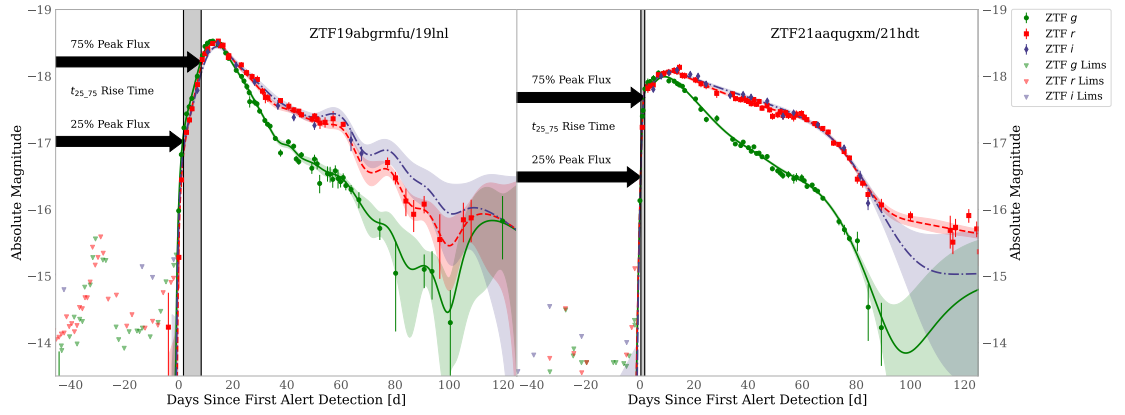 ZTF19abgrmfu/19lnl
75% Peak Flux
t25_75 Rise Time
25% Peak Flux
Absolute Magnitude
−19
−18
−17
−16
−15
−14
−40
−20
0
20
40
60
80
100
120
Days Since First Alert Detection [d]
ZTF21aaqugxm/21hdt
75% Peak Flux
t25_75 Rise Time
25% Peak Flux
−40
−20
0
20
40
60
80
100
120
Days Since First Alert Detection [d]
−19
−18
−17
−16
−15
−14
Absolute Magnitude
ZTF g
ZTF r
ZTF i
ZTF g Lims
ZTF r Lims
ZTF i Lims